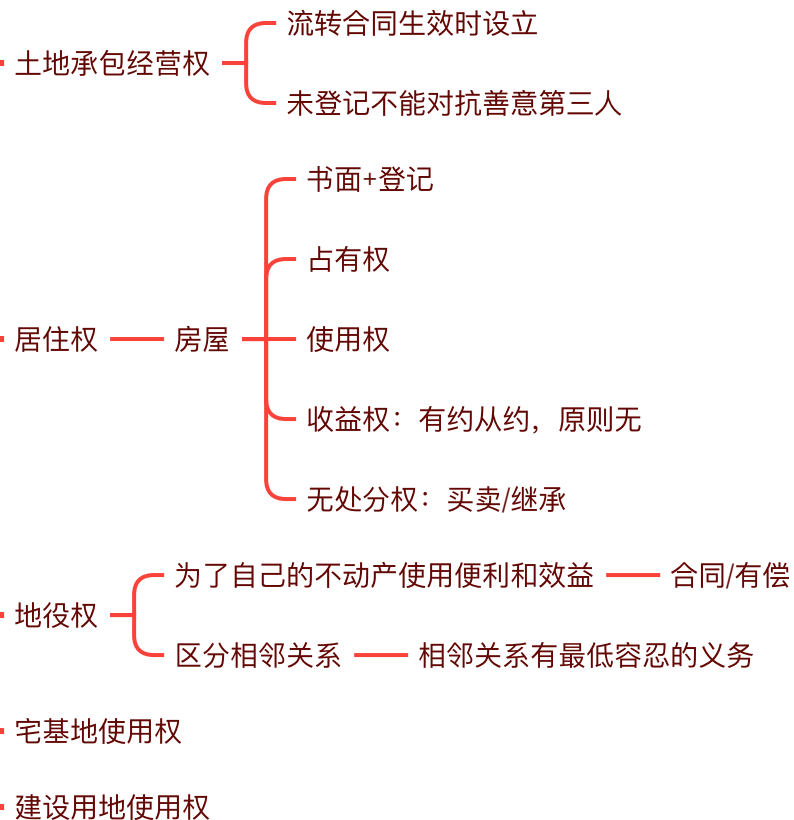 土地承包经营权
流转合同生效时设立
未登记不能对抗善意第三人
居住权
房屋
书面+登记
占有权
使用权
收益权：有约从约，原则无
无处分权：买卖/继承
地役权
为了自己的不动产使用便利和效益
合同/有偿
区分相邻关系
相邻关系有最低容忍的义务
宅基地使用权
建设用地使用权